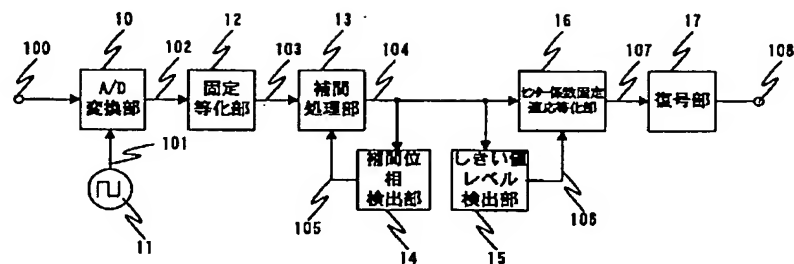 10
12
13
16
17
100
102
103
104
107
108
A/D
変換部
固定
等化部
補間
処理部
センター係数固定
適応等化部
復号部
101
補間位
相
検出部
しきい値
レベル
検出部
105
106
11
14
15